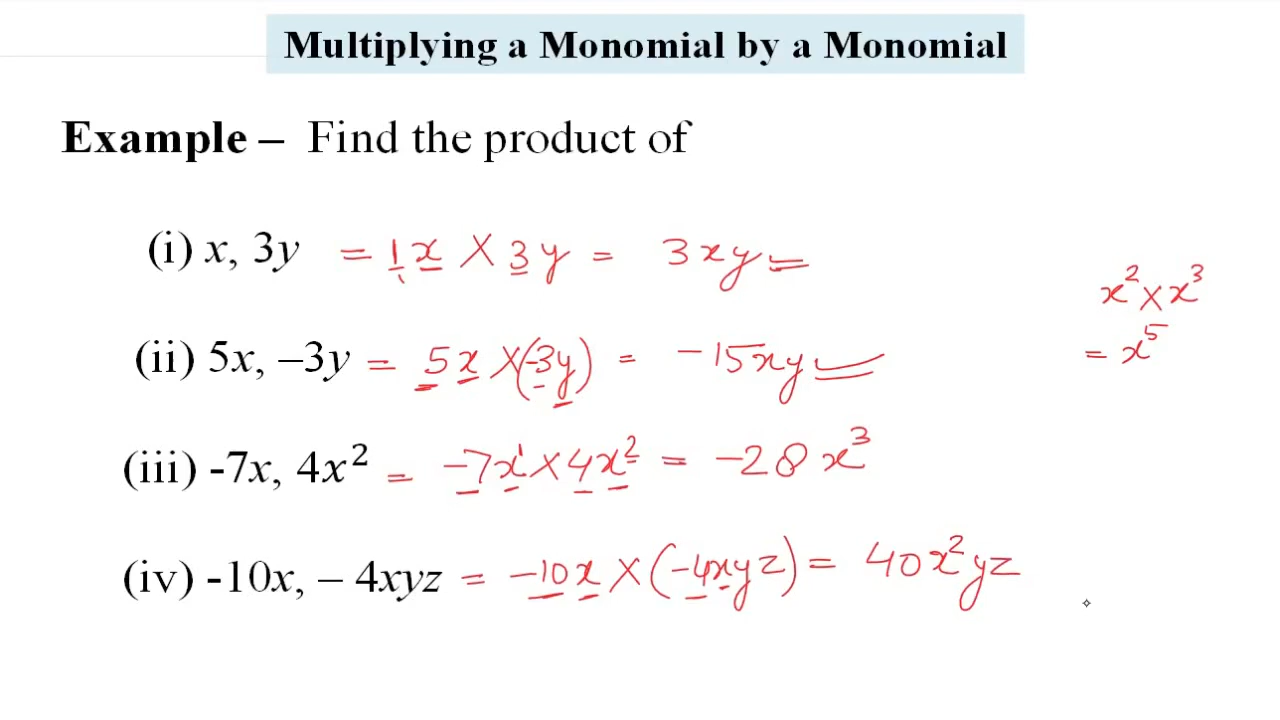 Multiplying a Monomial by a Monomial
Example – Find the product of
(i) x, 3y = 1x × 3y = 3xy
x² × x³
= x⁵
(ii) 5x, –3y = 5x ×(-3y) = -15xy
(iii) -7x, 4x² = -7x¹ × 4x² = -28x³
(iv) -10x, – 4xyz = -10x × (-4xyz) = 40x²yz